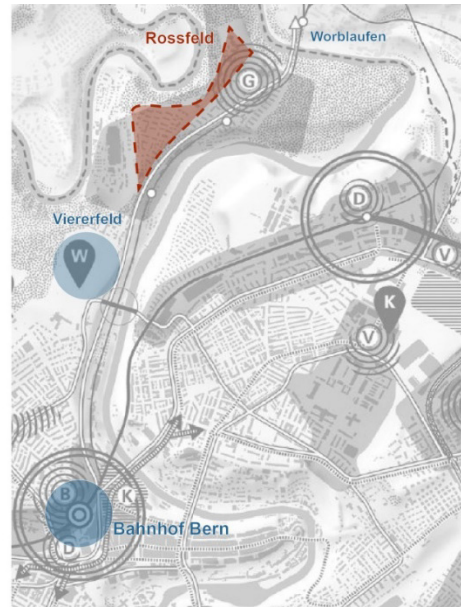 Rossfeld
Worblaufen
G
D
Viererfeld
W
V
K
V
B
K
Bahnhof Bern
D